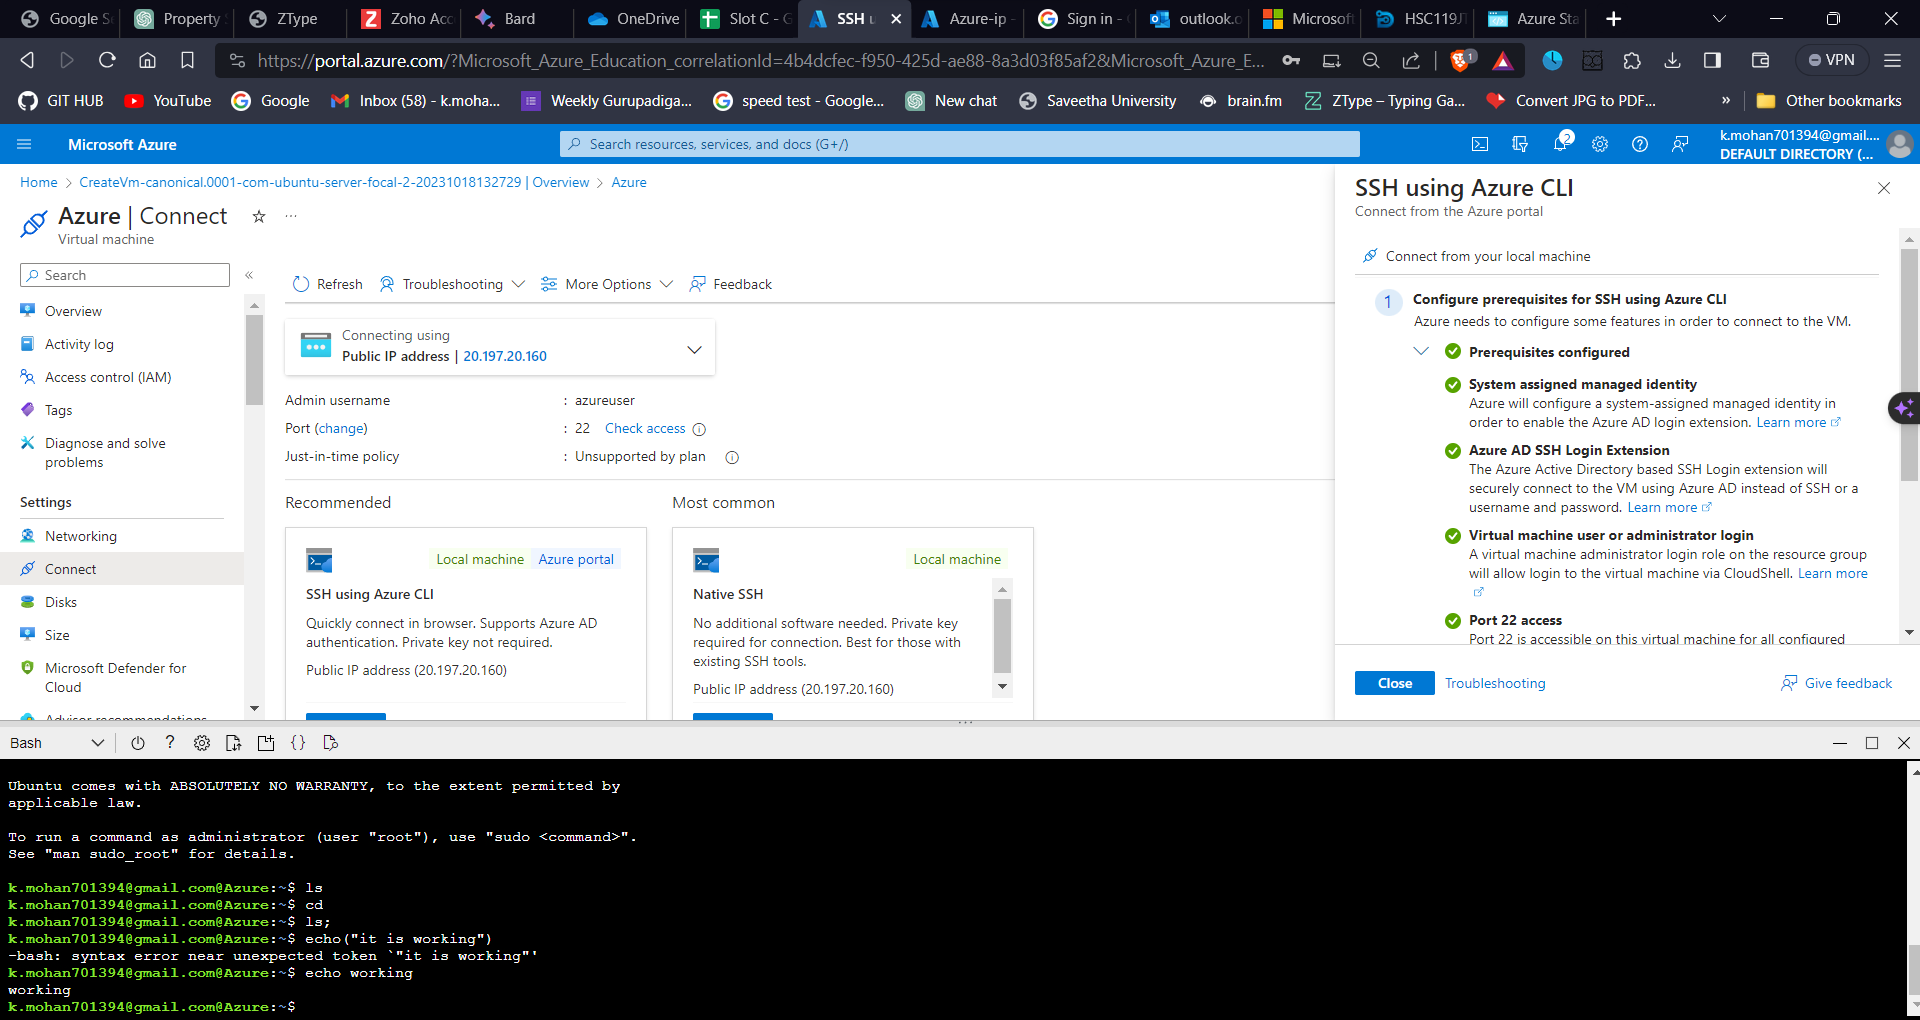 Google S
Property
ZType
Zoho Acc
Bard
OneDrive
Slot C - G
SSH u
Azure-ip -
Sign in -
outlook.o
Microsoft
HSC119JT
Azure Sta
https://portal.azure.com/?Microsoft_Azure_Education_correlationId=4b4dcfec-f950-425d-ae88-8a3d03f85af2&Microsoft_Azure_E...
1
VPN
GIT HUB
YouTube
Google
Inbox (58) - k.moha...
Weekly Gurupadiga...
speed test - Google...
New chat
Saveetha University
brain.fm
ZType – Typing Ga...
Convert JPG to PDF...
»
Other bookmarks
Microsoft Azure
Search resources, services, and docs (G+/)
2
k.mohan701394@gmail....
DEFAULT DIRECTORY (...
Home > CreateVm-canonical.0001-com-ubuntu-server-focal-2-20231018132729 | Overview > Azure
Azure | Connect
...
Virtual machine
Search
«
Overview
Activity log
Access control (IAM)
Tags
Diagnose and solve
problems
Settings
Networking
Connect
Disks
Size
Microsoft Defender for
Cloud
Advisor recommendations
Refresh
Troubleshooting
More Options
Feedback
Connecting using
Public IP address | 20.197.20.160
Admin username : azureuser
Port (change) : 22 Check access
Just-in-time policy : Unsupported by plan
Recommended
Local machine Azure portal
SSH using Azure CLI
Quickly connect in browser. Supports Azure AD
authentication. Private key not required.
Public IP address (20.197.20.160)
Most common
Local machine
Native SSH
No additional software needed. Private key
required for connection. Best for those with
existing SSH tools.
Public IP address (20.197.20.160)
SSH using Azure CLI
Connect from the Azure portal
Connect from your local machine
1 Configure prerequisites for SSH using Azure CLI
Azure needs to configure some features in order to connect to the VM.
Prerequisites configured
System assigned managed identity
Azure will configure a system-assigned managed identity in
order to enable the Azure AD login extension. Learn more
Azure AD SSH Login Extension
The Azure Active Directory based SSH Login extension will
securely connect to the VM using Azure AD instead of SSH or a
username and password. Learn more
Virtual machine user or administrator login
A virtual machine administrator login role on the resource group
will allow login to the virtual machine via CloudShell. Learn more
Port 22 access
Port 22 is accessible on this virtual machine for all configured
Close
Troubleshooting
Give feedback
Bash
?
{}
Ubuntu comes with ABSOLUTELY NO WARRANTY, to the extent permitted by
applicable law.
To run a command as administrator (user "root"), use "sudo <command>".
See "man sudo_root" for details.
k.mohan701394@gmail.com@Azure:~$ ls
k.mohan701394@gmail.com@Azure:~$ cd
k.mohan701394@gmail.com@Azure:~$ ls;
k.mohan701394@gmail.com@Azure:~$ echo("it is working")
-bash: syntax error near unexpected token `"it is working"'
k.mohan701394@gmail.com@Azure:~$ echo working
working
k.mohan701394@gmail.com@Azure:~$